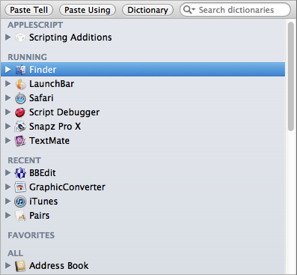 Paste Tell Paste Using Dictionary Search dictionaries
APPLESCRIPT
Scripting Additions
RUNNING
Finder
LaunchBar
Safari
Script Debugger
Snapz Pro X
TextMate
RECENT
BBEdit
GraphicConverter
iTunes
Pairs
FAVORITES
ALL
Address Book